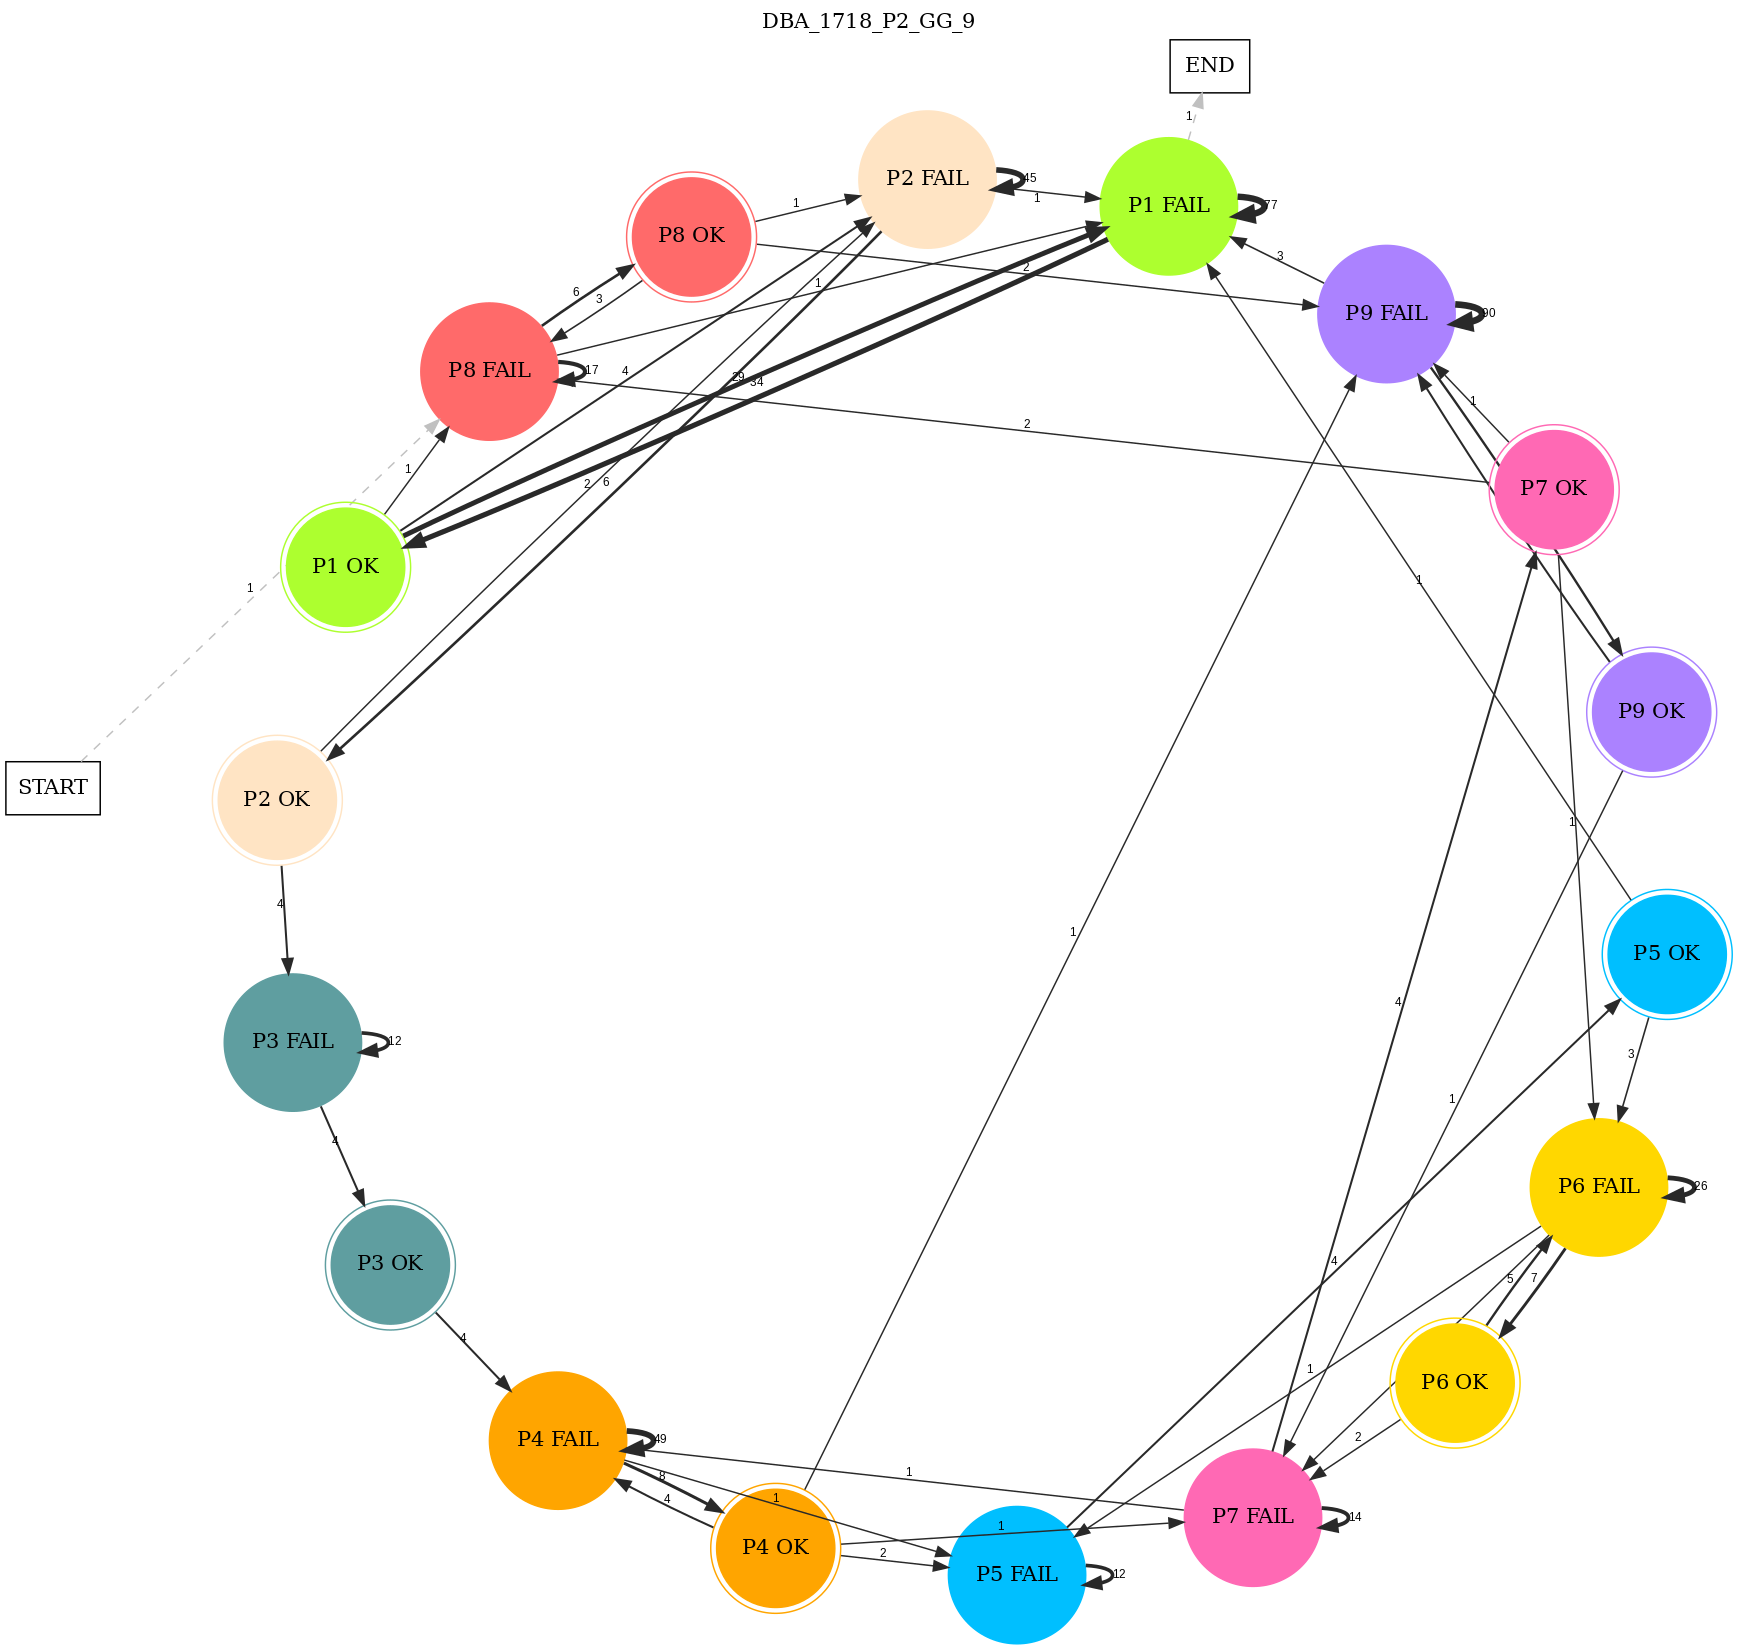 DBA_1718_P2_GG_9
END
1
P2 FAIL
45
1
P1 FAIL
77
P8 OK
1
3
2
P9 FAIL
90
6
3
1
P8 FAIL
17
4
29
34
1
2
1
P7 OK
1
2
6
P1 OK
1
1
P9 OK
START
P2 OK
1
4
1
P5 OK
4
P3 FAIL
12
3
1
4
P6 FAIL
26
P3 OK
4
5
7
4
1
P6 OK
P4 FAIL
49
2
8
1
4
1
1
P7 FAIL
14
P4 OK
2
P5 FAIL
12